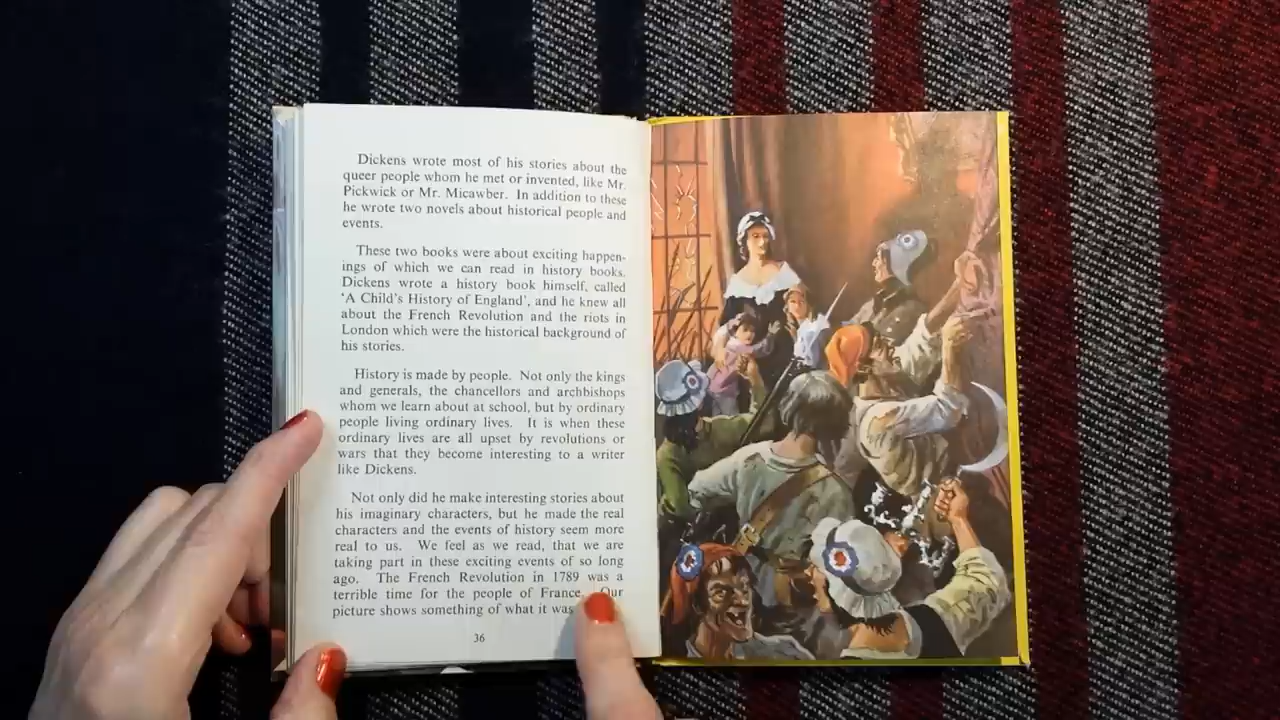 Dickens wrote most of his stories about the
queer people whom he met or invented, like Mr.
Pickwick or Mr. Micawber. In addition to these
he wrote two novels about historical people and
events.
These two books were about exciting happen-
ings of which we can read in history books.
Dickens wrote a history book himself, called
‘A Child’s History of England’, and he knew all
about the French Revolution and the riots in
London which were the historical background of
his stories.
History is made by people. Not only the kings
and generals, the chancellors and archbishops
whom we learn about at school, but by ordinary
people living ordinary lives. It is when these
ordinary lives are all upset by revolutions or
wars that they become interesting to a writer
like Dickens.
Not only did he make interesting stories about
his imaginary characters, but he made the real
characters and the events of history seem more
real to us. We feel as we read, that we are
taking part in these exciting events of so long
ago. The French Revolution in 1789 was a
terrible time for the people of France. Our
picture shows something of what it was
36